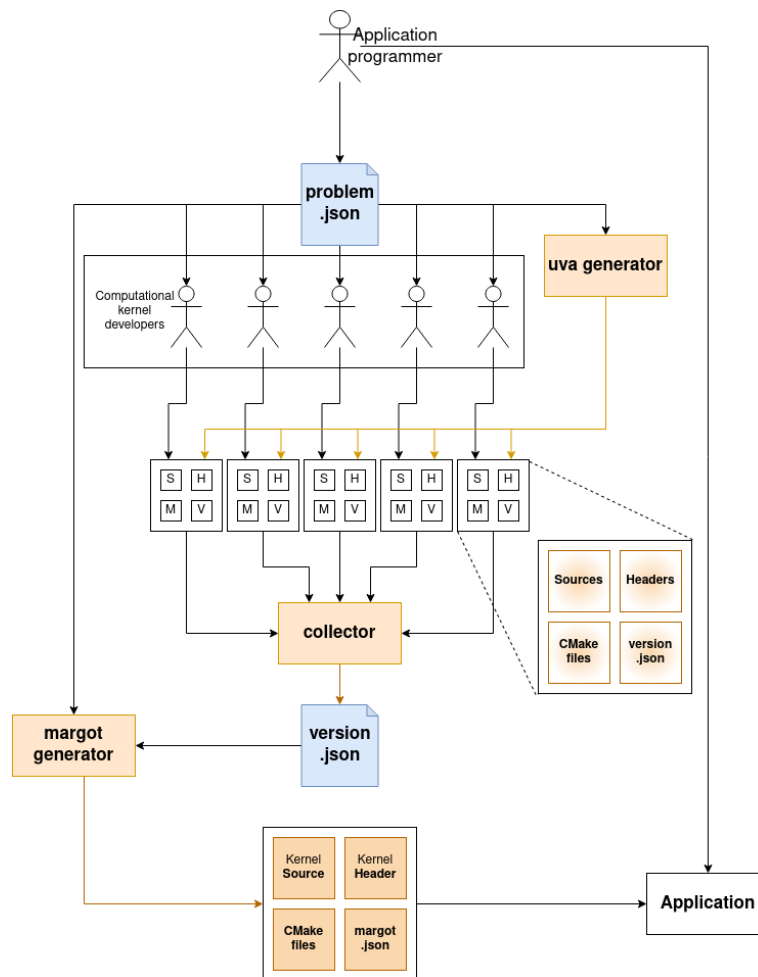 Application
programmer
problem
.json
uva generator
Computational
kernel
developers
S H S H S H S H S H
M V M V M V M V M V
Sources Headers
CMake version
files .json
collector
margot
generator
version
.json
Kernel Kernel
Source Header
CMake margot
files .json
Application